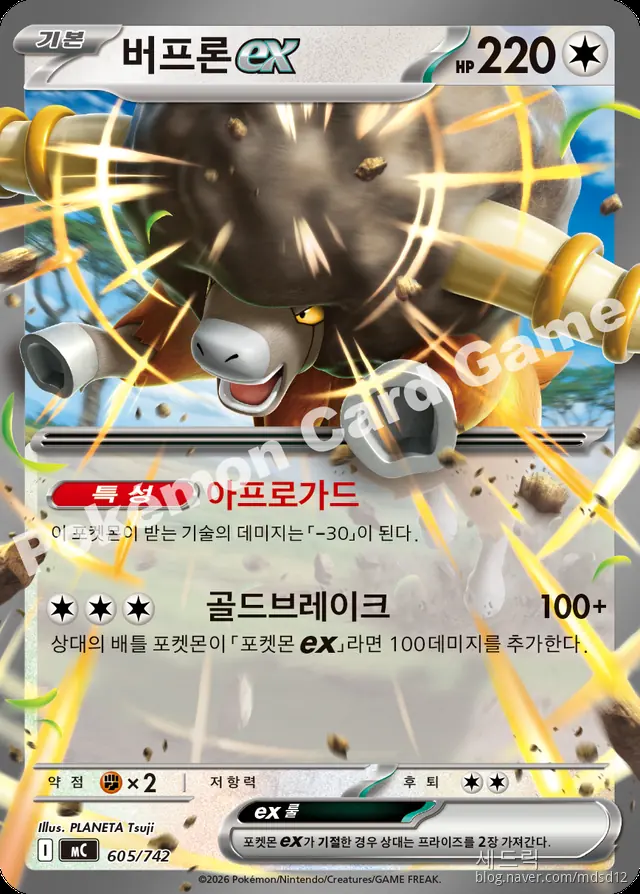 기본 버프론 ex HP 220
Pokémon Card Game
특성 아프로가드
이 포켓몬이 받는 기술의 데미지는 「-30」이 된다.
골드브레이크 100+
상대의 배틀 포켓몬이 「포켓몬 ex」라면 100데미지를 추가한다.
약점 ×2 저항력 후퇴
ex 룰
포켓몬 ex가 기절한 경우 상대는 프라이즈를 2장 가져간다.
Illus. PLANETA Tsuji
I MC 605/742
©2026 Pokémon/Nintendo/Creatures/GAME FREAK.
세드릭
blog.naver.com/mdsd12